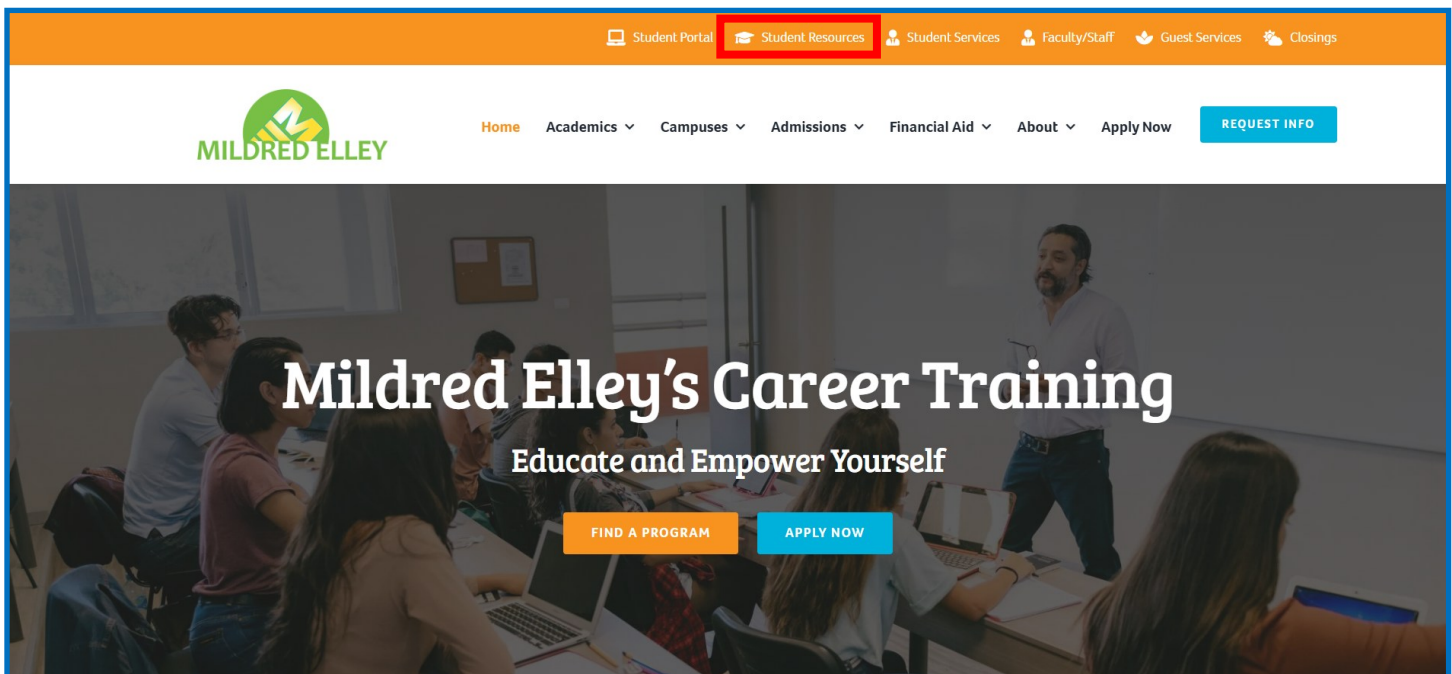 Student Portal Student Resources Student Services Faculty/Staff Guest Services Closings
MILDRED ELLEY
Home Academics Campuses Admissions Financial Aid About Apply Now REQUEST INFO
Mildred Elley's Career Training
Educate and Empower Yourself
FIND A PROGRAM APPLY NOW